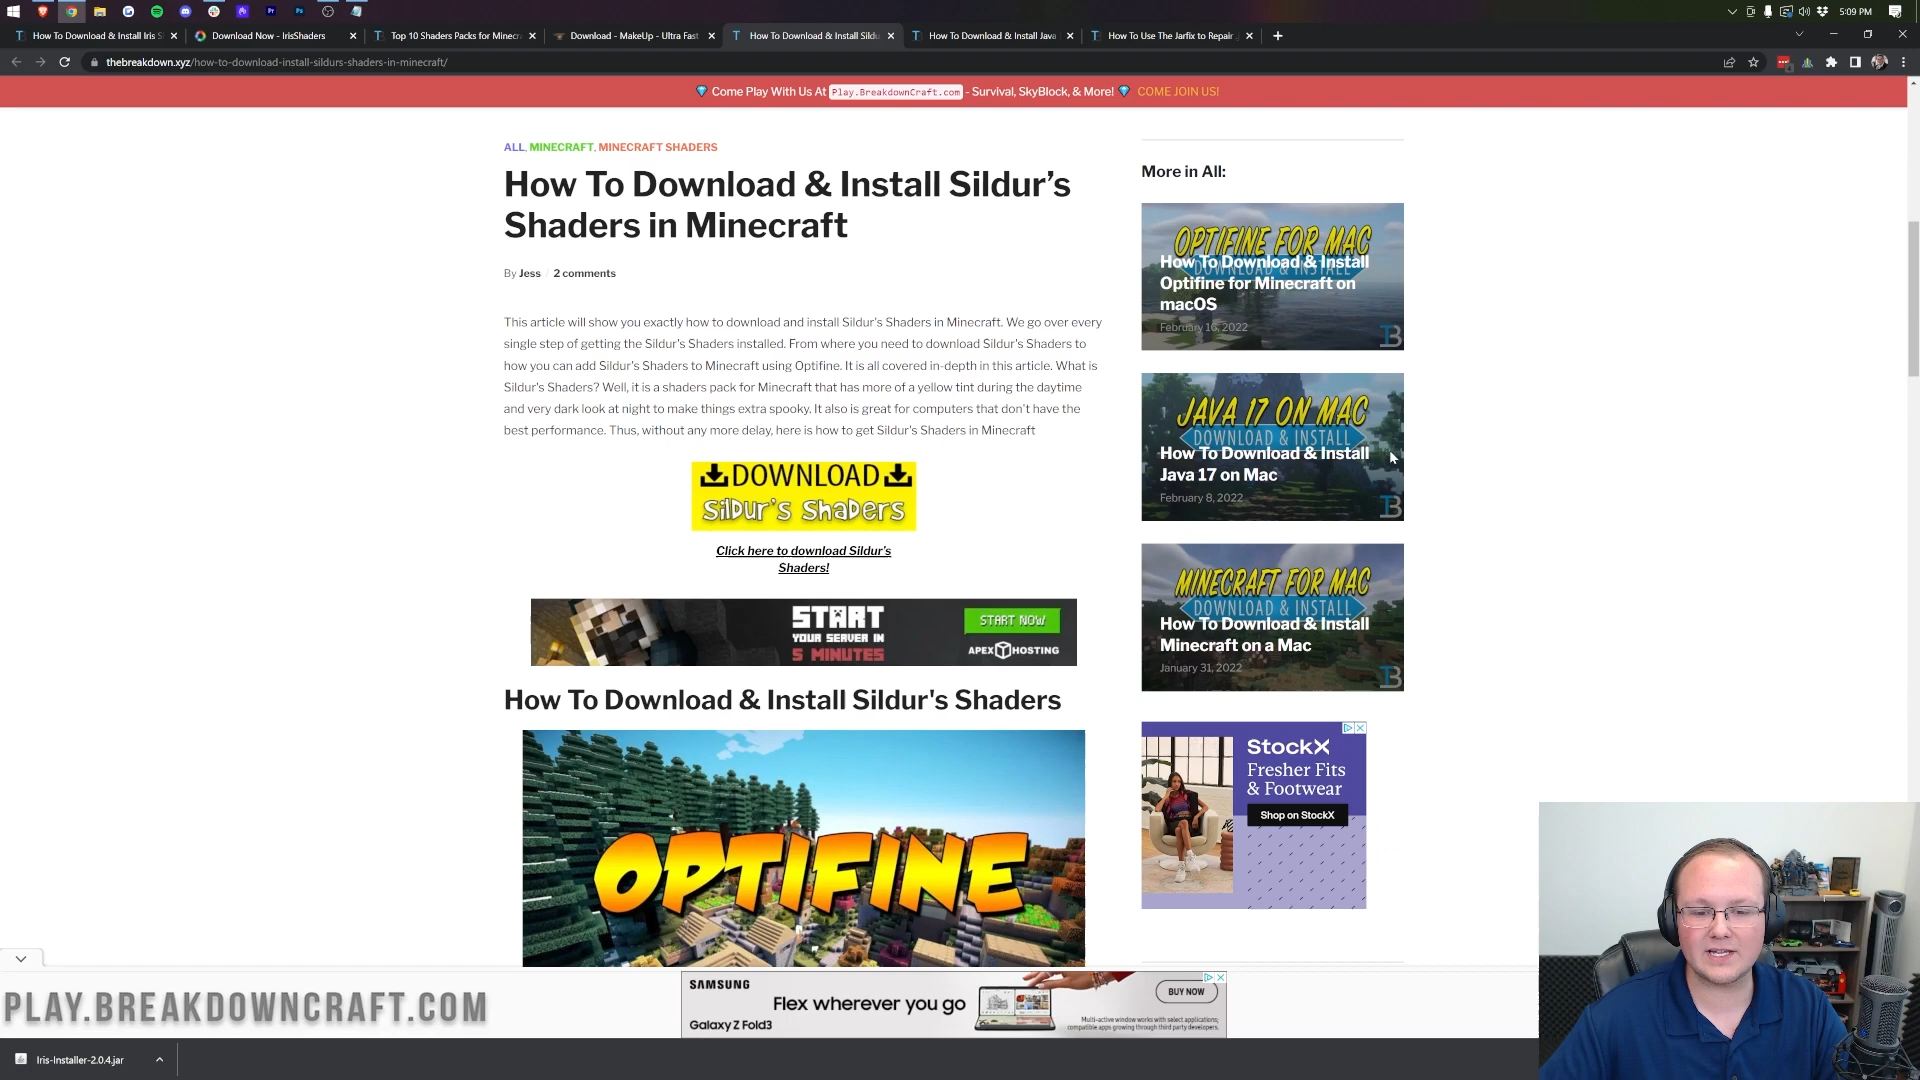 5:09 PM
How To Download & Install Iris S
Download Now - IrisShaders
Top 10 Shaders Packs for Minecr
Download - MakeUp - Ultra Fast
How To Download & Install Sildu
How To Download & Install Java
How To Use The Jarfix to Repair
thebreakdown.xyz/how-to-download-install-sildurs-shaders-in-minecraft/
Come Play With Us At Play.BreakdownCraft.com - Survival, SkyBlock, & More! COME JOIN US!
ALL, MINECRAFT, MINECRAFT SHADERS
How To Download & Install Sildur's
Shaders in Minecraft
By Jess / 2 comments
This article will show you exactly how to download and install Sildur's Shaders in Minecraft. We go over every
single step of getting the Sildur's Shaders installed. From where you need to download Sildur's Shaders to
how you can add Sildur's Shaders to Minecraft using Optifine. It is all covered in-depth in this article. What is
Sildur's Shaders? Well, it is a shaders pack for Minecraft that has more of a yellow tint during the daytime
and very dark look at night to make things extra spooky. It also is great for computers that don't have the
best performance. Thus, without any more delay, here is how to get Sildur's Shaders in Minecraft
DOWNLOAD
Sildur's Shaders
Click here to download Sildur's
Shaders!
START
YOUR SERVER IN
5 MINUTES
START NOW
APEX HOSTING
How To Download & Install Sildur's Shaders
OPTIFINE
More in All:
OPTIFINE FOR MAC
DOWNLOAD & INSTALL
How To Download & Install
Optifine for Minecraft on
macOS
February 16, 2022
TB
JAVA 17 ON MAC
DOWNLOAD & INSTALL
How To Download & Install
Java 17 on Mac
February 8, 2022
TB
MINECRAFT FOR MAC
DOWNLOAD & INSTALL
How To Download & Install
Minecraft on a Mac
January 31, 2022
TB
StockX
Fresher Fits
& Footwear
Shop on StockX
PLAY.BREAKDOWNCRAFT.COM
SAMSUNG
Galaxy Z Fold3
Flex wherever you go
BUY NOW
Multi-active window works with select applications;
compatible apps growing through third party developers.
Iris-Installer-2.0.4.jar